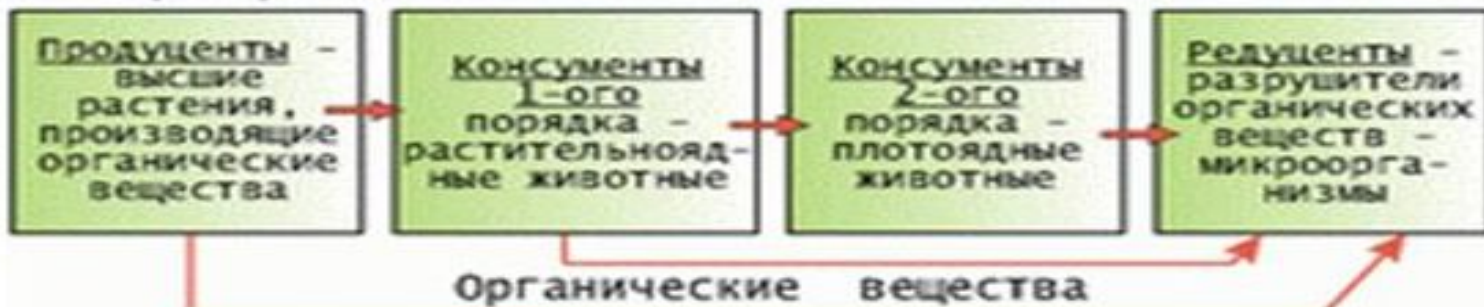 Продуценты -
высшие
растения,
производящие
органические
вещества
Консументы
1-ого
порядка -
растительнояд-
ные животные
Консументы
2-ого
порядка -
плотоядные
животные
Редуценты -
разрушители
органических
веществ -
микроорга-
низмы
Органические вещества